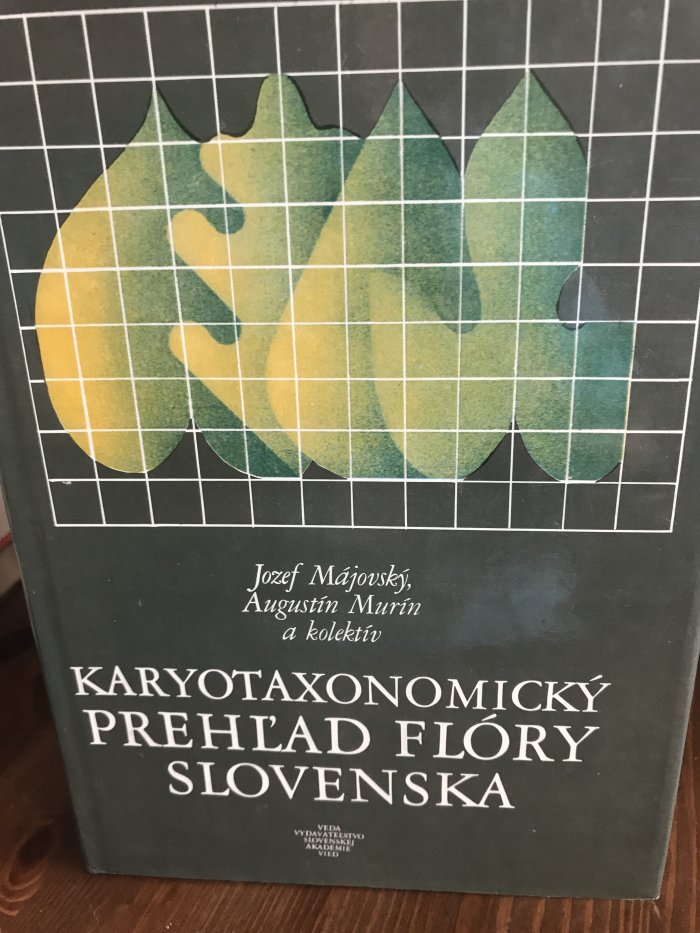 Jozef Májovský,
Augustín Murín
a kolektív
KARYOTAXONOMICKÝ
PREHĽAD FLÓRY
SLOVENSKA
VEDA
VYDAVATEĽSTVO
SLOVENSKEJ
AKADÉMIE
VIED